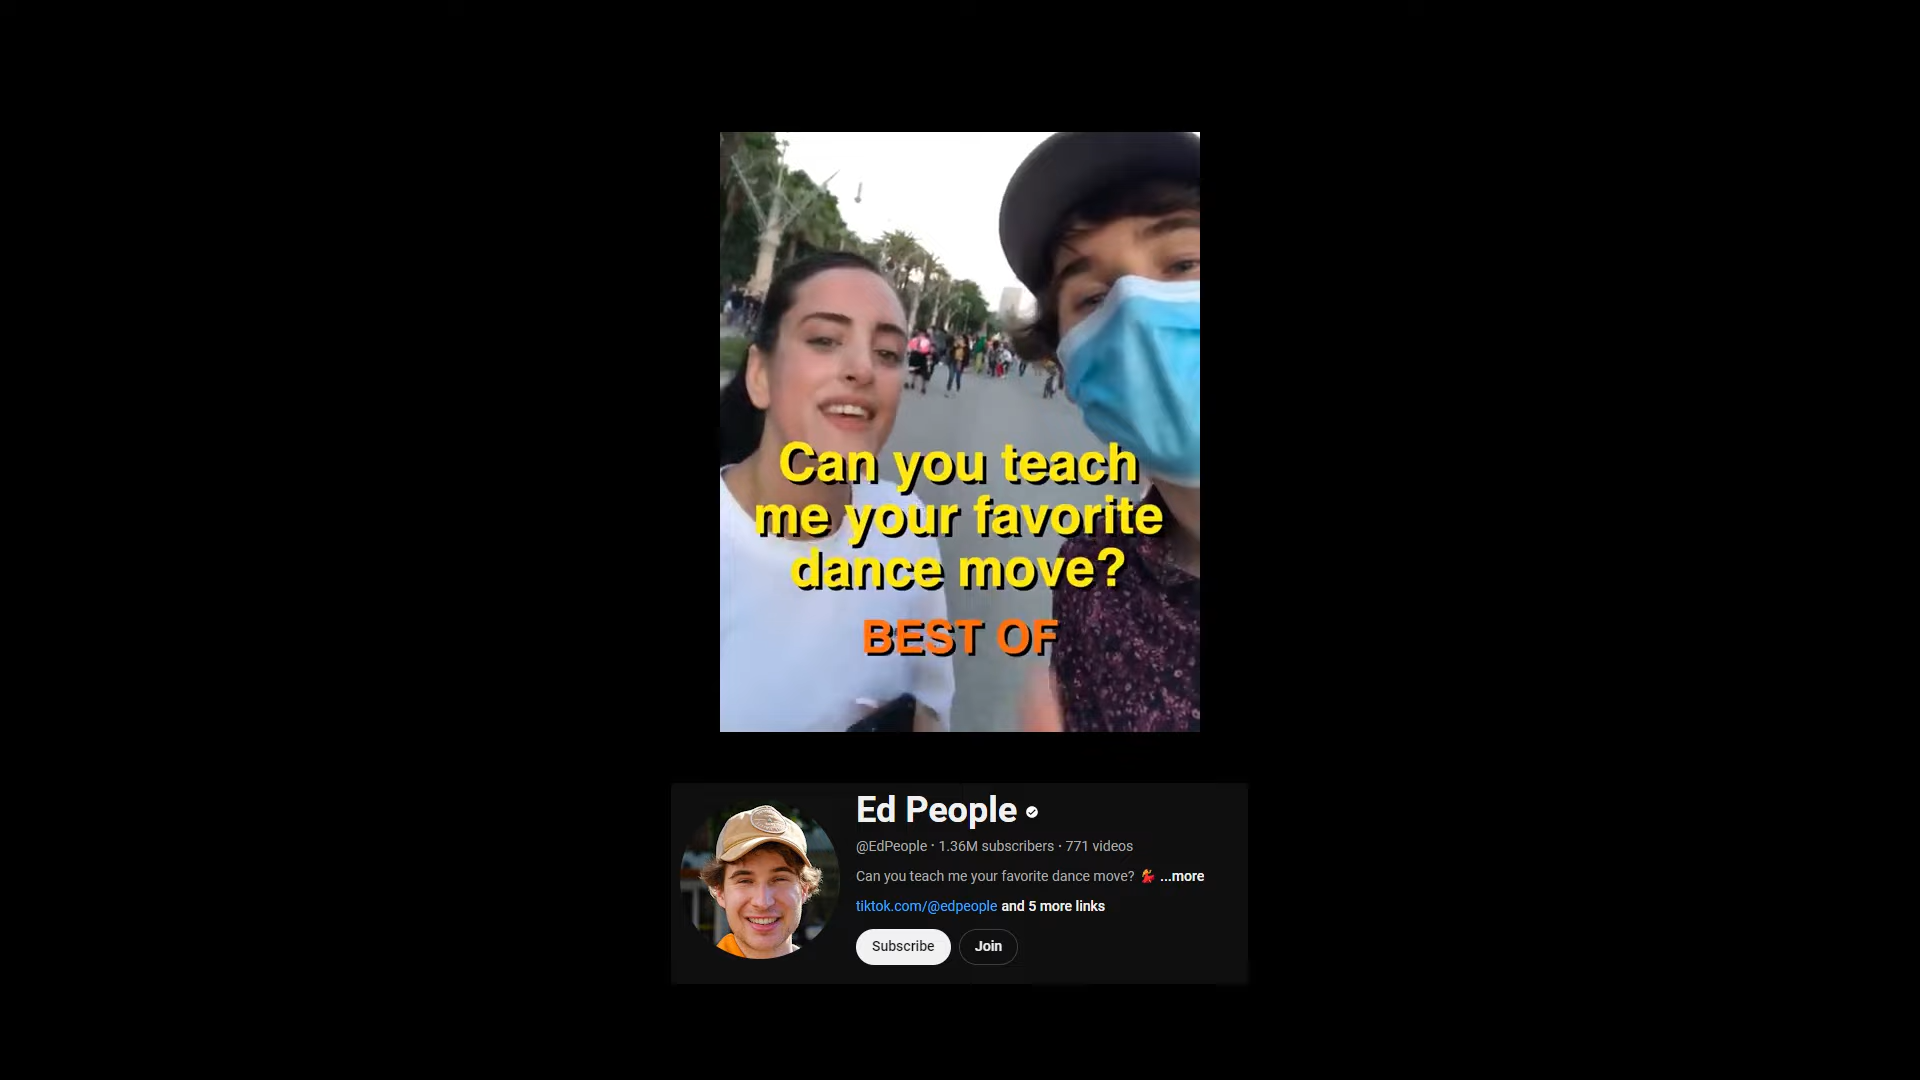 Can you teach
me your favorite
dance move?
BEST OF
Ed People
@EdPeople · 1.36M subscribers · 771 videos
Can you teach me your favorite dance move? 💃 ...more
tiktok.com/@edpeople and 5 more links
Subscribe
Join